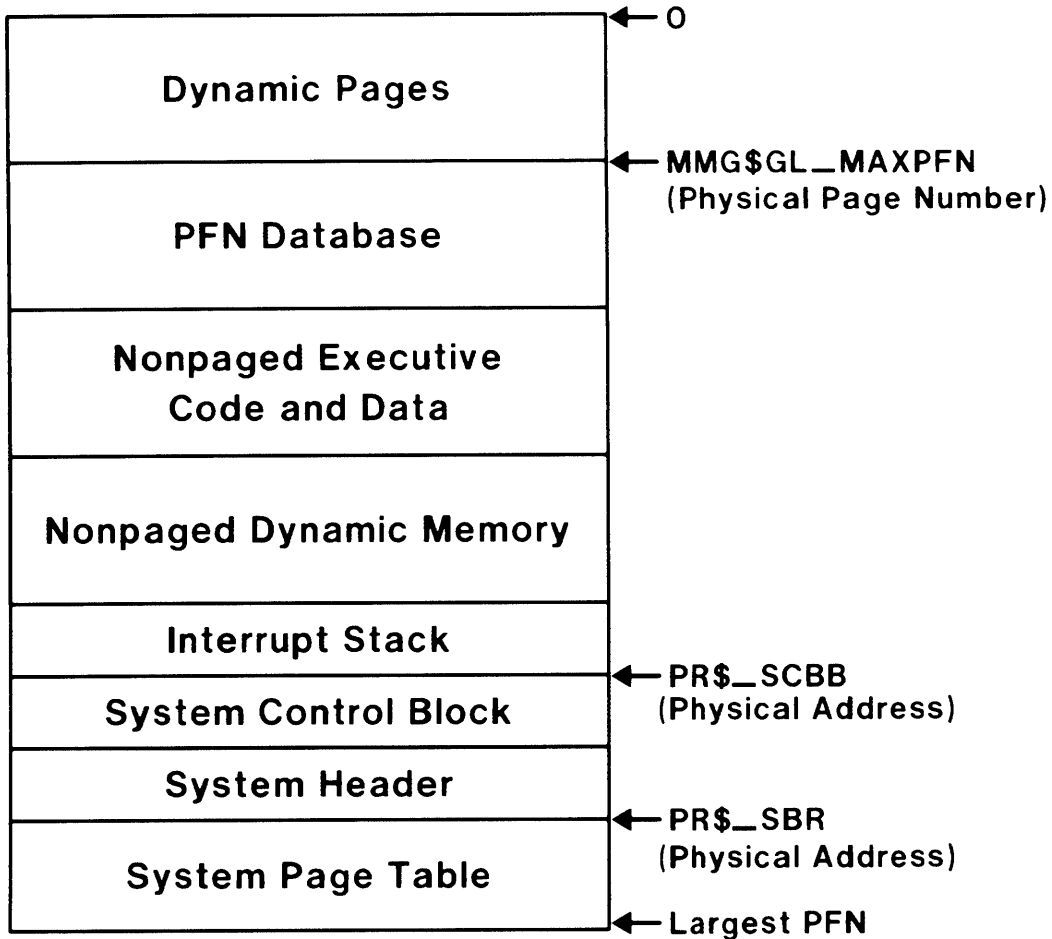 0
Dynamic Pages
MMG$GL_MAXPFN
(Physical Page Number)
PFN Database
Nonpaged Executive
Code and Data
Nonpaged Dynamic Memory
Interrupt Stack
PR$_SCBB
(Physical Address)
System Control Block
System Header
PR$_SBR
(Physical Address)
System Page Table
Largest PFN